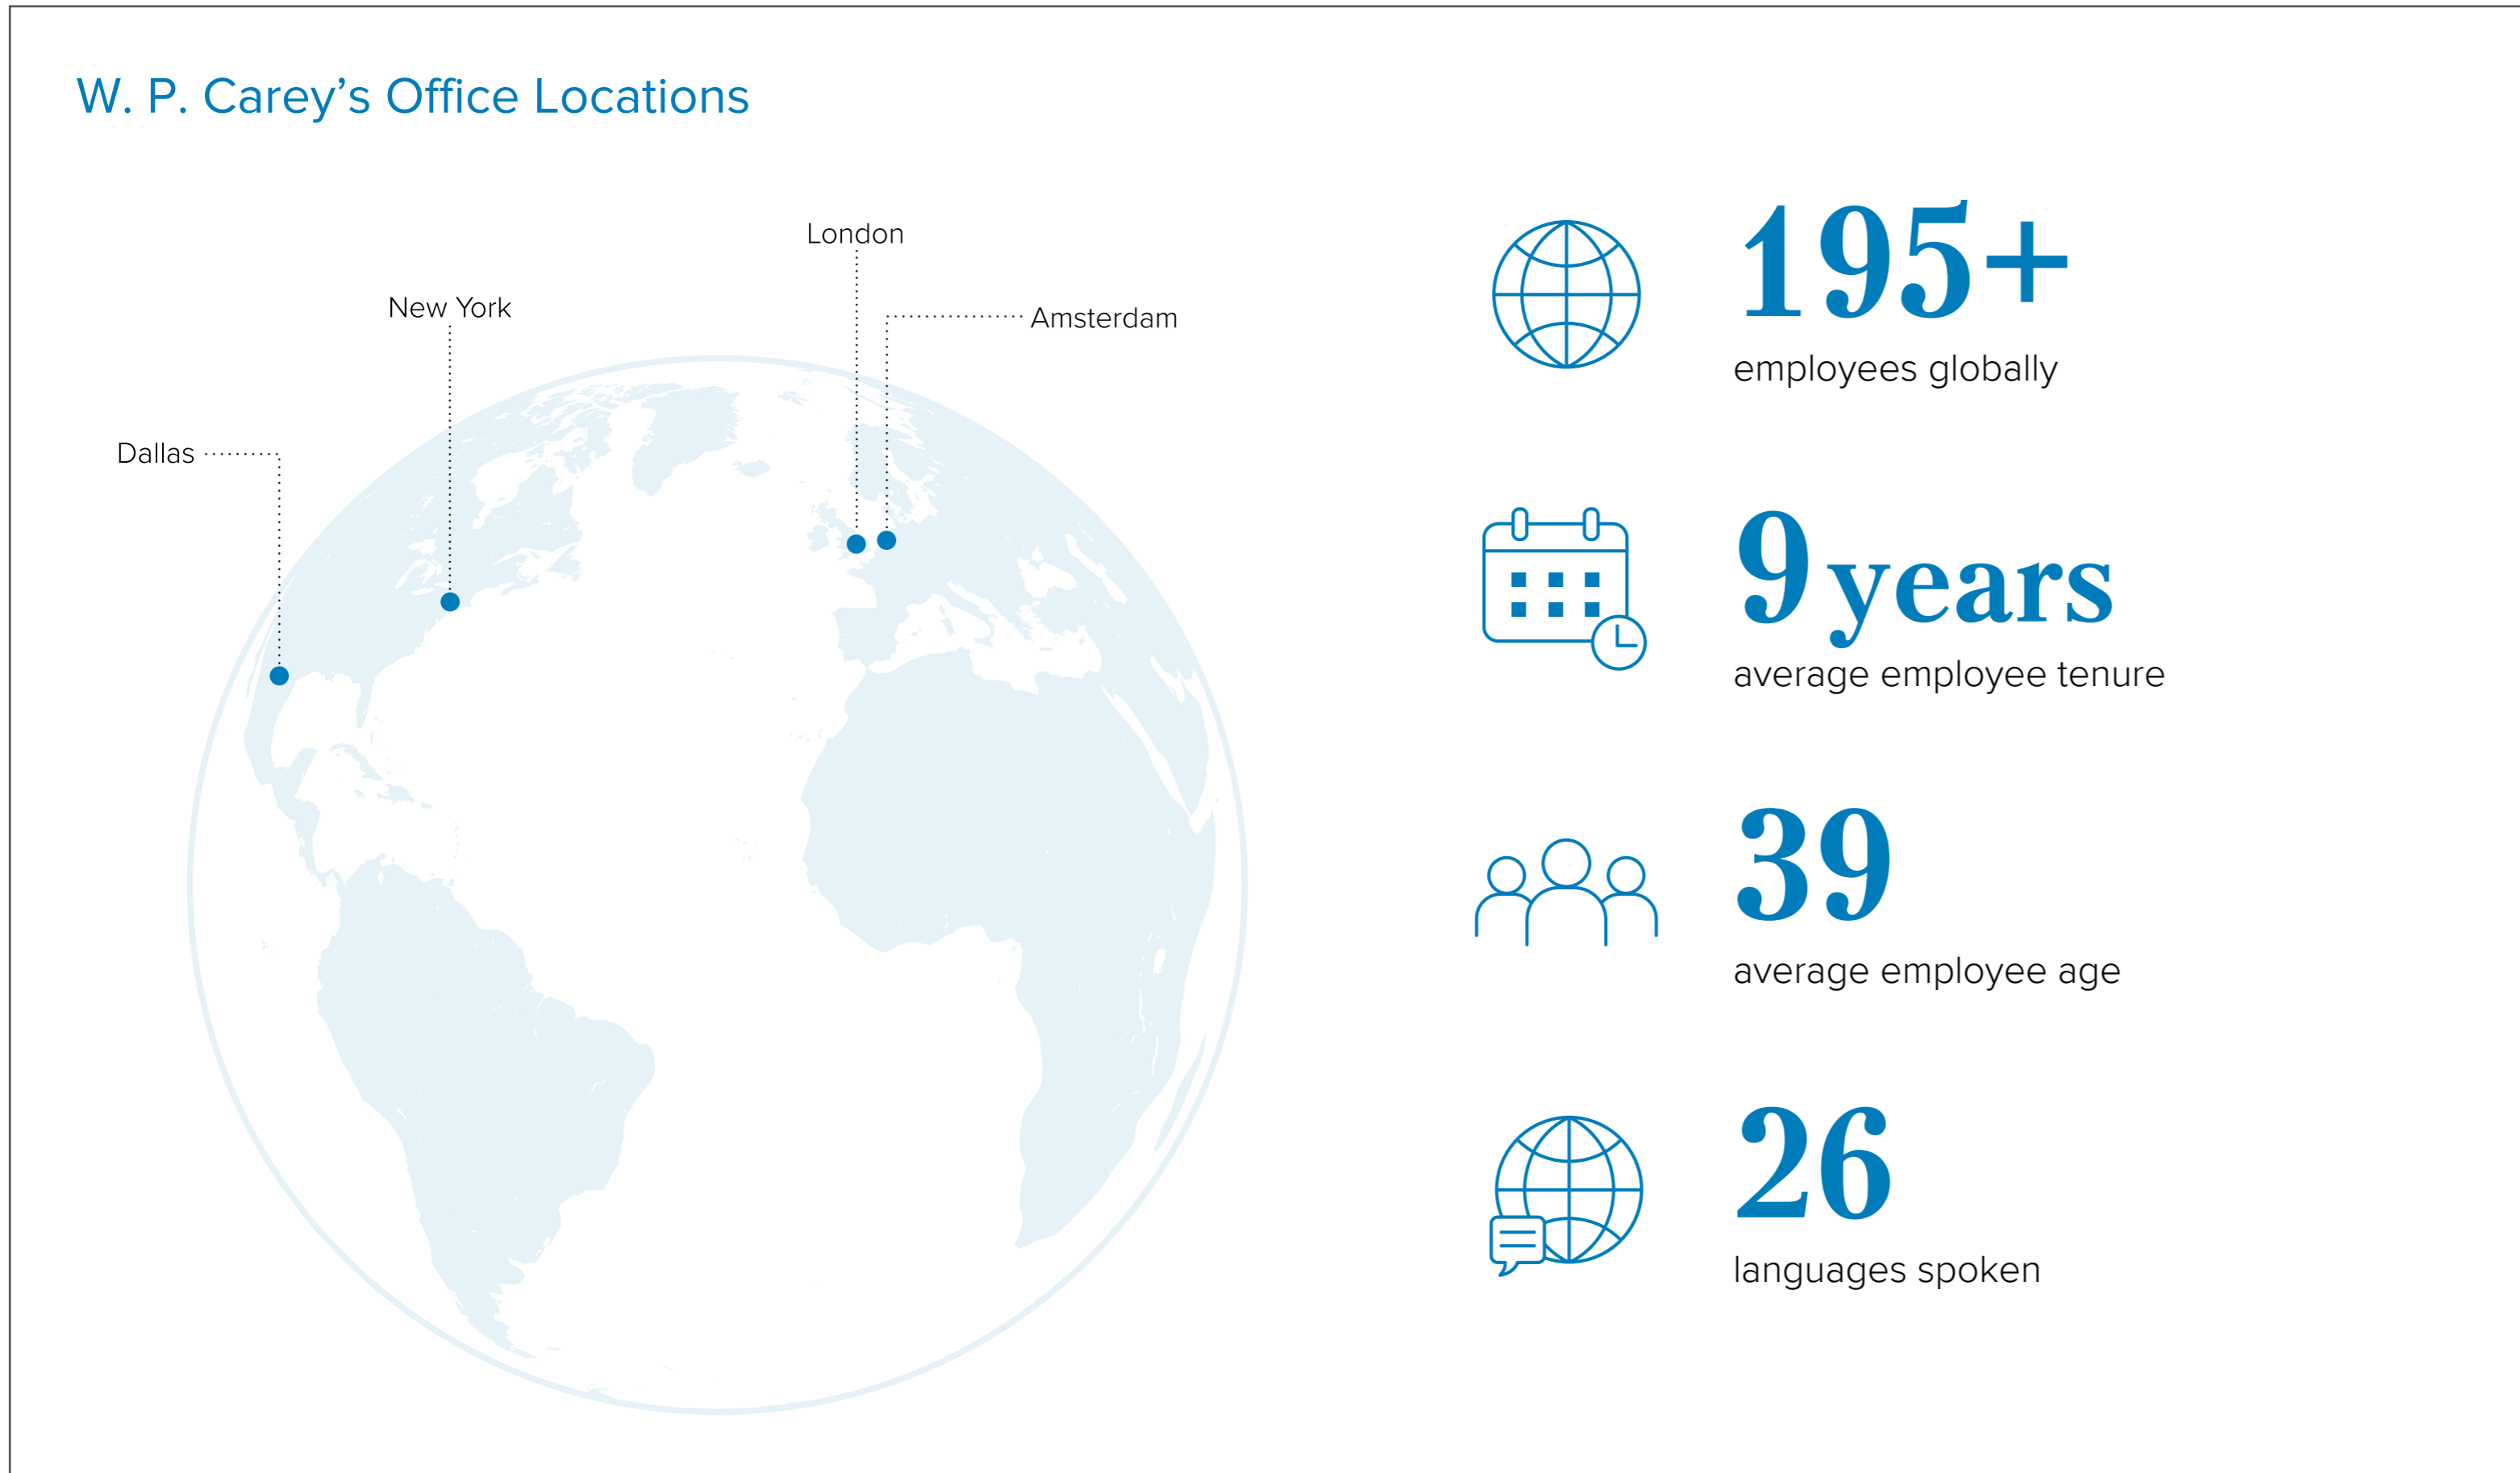 W. P. Carey’s Office Locations
London
New York
Amsterdam
Dallas
195+
employees globally
9 years
average employee tenure
39
average employee age
26
languages spoken